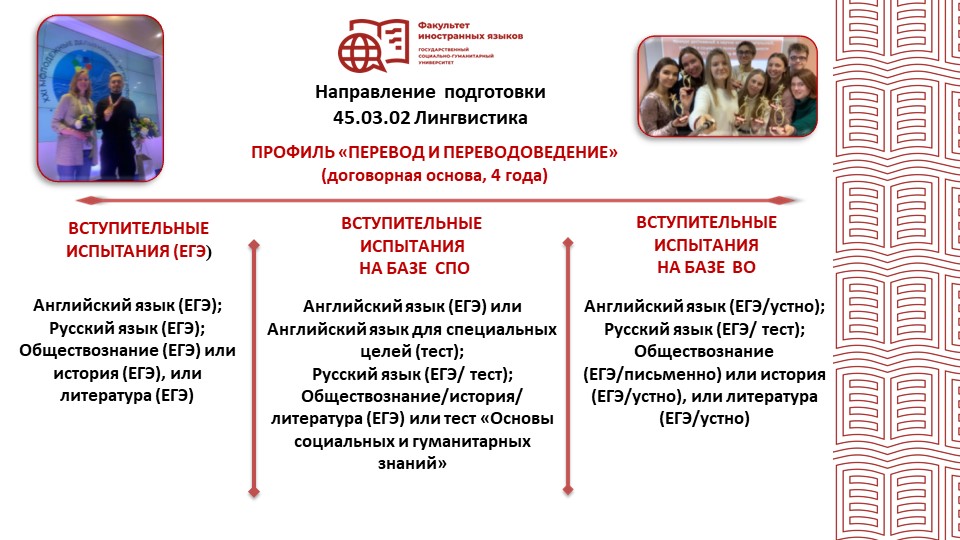 XXI МОЛОДЕЖНЫЕ
Факультет
иностранных языков
ГОСУДАРСТВЕННЫЙ
СОЦИАЛЬНО-ГУМАНИТАРНЫЙ
УНИВЕРСИТЕТ
Направление подготовки
45.03.02 Лингвистика
ПРОФИЛЬ «ПЕРЕВОД И ПЕРЕВОДОВЕДЕНИЕ»
(договорная основа, 4 года)
ВСТУПИТЕЛЬНЫЕ
ИСПЫТАНИЯ (ЕГЭ)
Английский язык (ЕГЭ);
Русский язык (ЕГЭ);
Обществознание (ЕГЭ) или
история (ЕГЭ), или
литература (ЕГЭ)
ВСТУПИТЕЛЬНЫЕ
ИСПЫТАНИЯ
НА БАЗЕ СПО
Английский язык (ЕГЭ) или
Английский язык для специальных
целей (тест);
Русский язык (ЕГЭ/ тест);
Обществознание/история/
литература (ЕГЭ) или тест «Основы
социальных и гуманитарных
знаний»
ВСТУПИТЕЛЬНЫЕ
ИСПЫТАНИЯ
НА БАЗЕ ВО
Английский язык (ЕГЭ/устно);
Русский язык (ЕГЭ/ тест);
Обществознание
(ЕГЭ/письменно) или история
(ЕГЭ/устно), или литература
(ЕГЭ/устно)